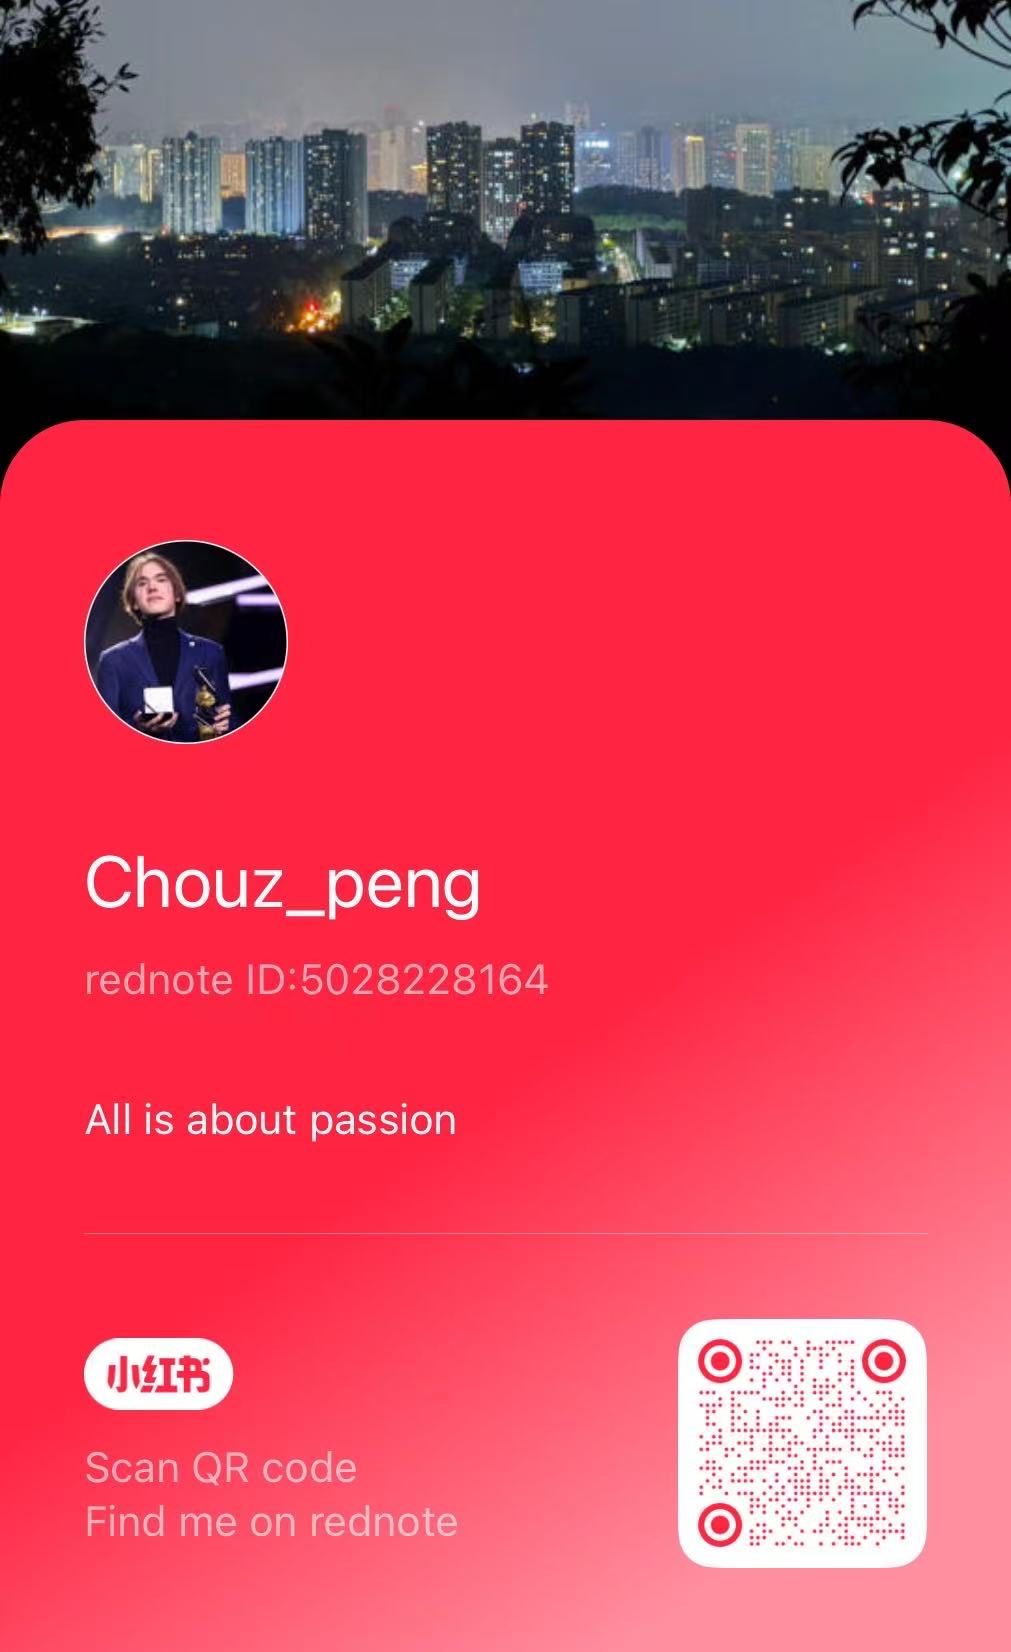 Chouz_peng
rednote ID:5028228164
All is about passion
小红书
Scan QR code
Find me on rednote